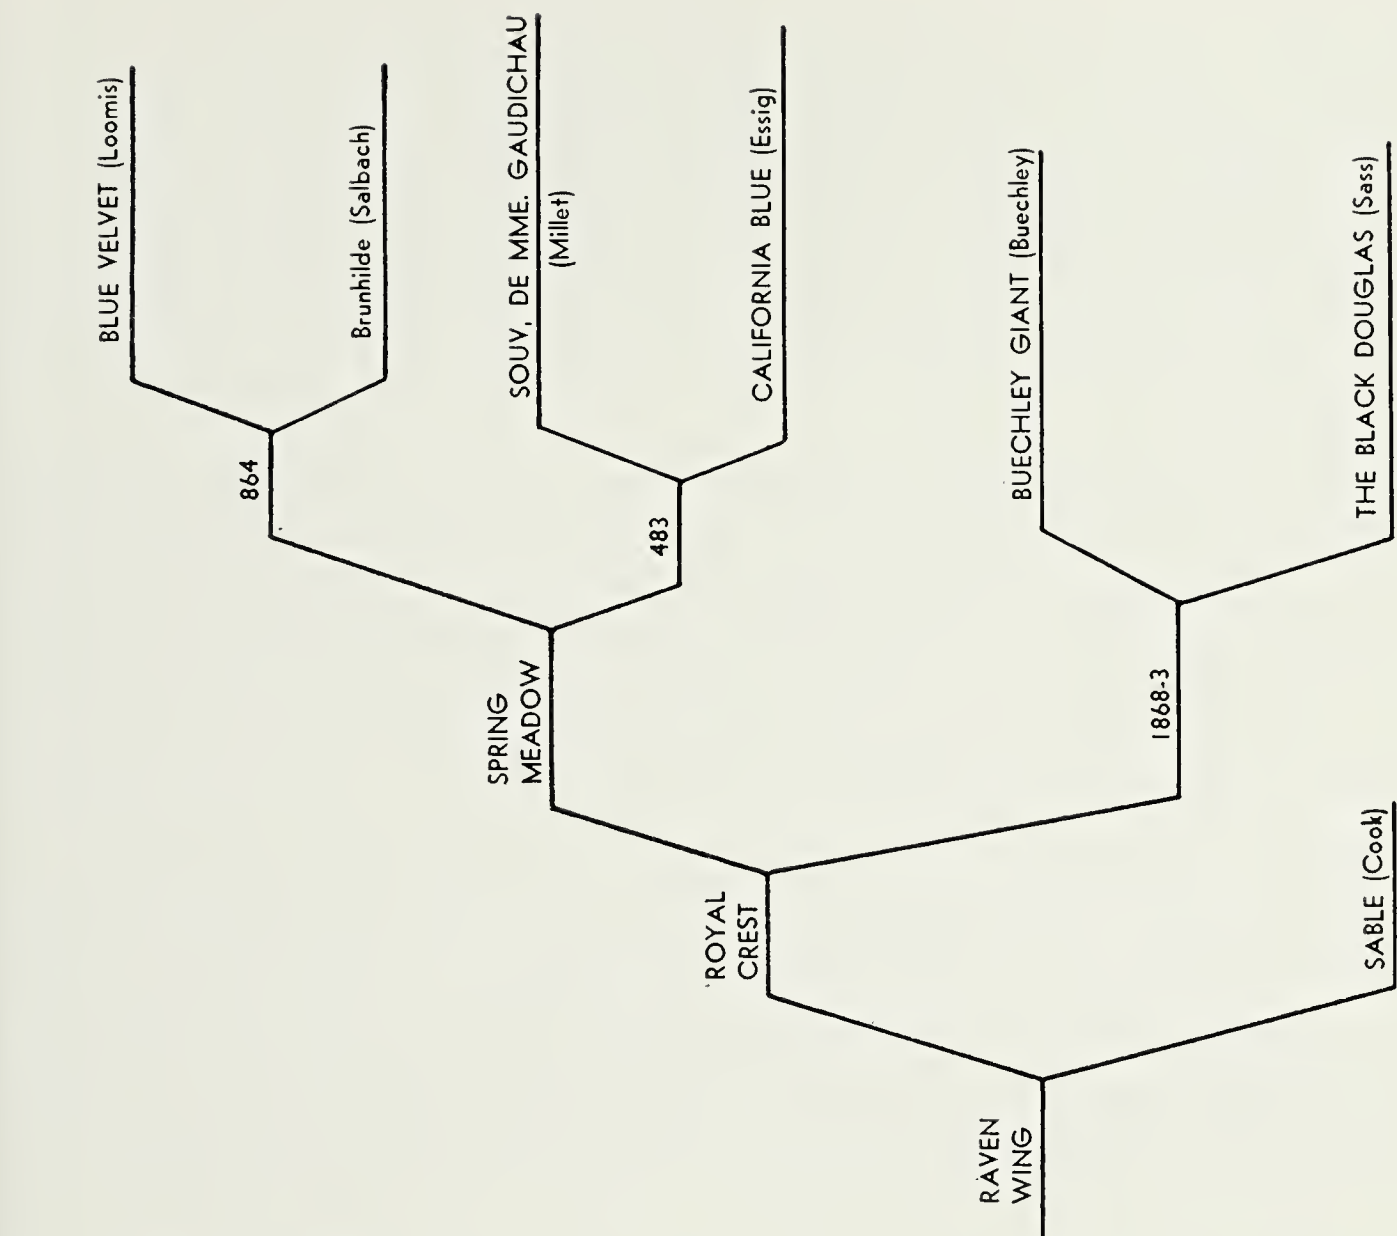 BLUE VELVET (Loomis)
Brunhilde (Salbach)
SOUV, DE MME. GAUDICHAU
(Millet)
CALIFORNIA BLUE (Essig)
BUECHLEY GIANT (Buechley)
THE BLACK DOUGLAS (Sass)
864
483
SPRING
MEADOW
1868-3
ROYAL
CREST
SABLE (Cook)
RAVEN
WING